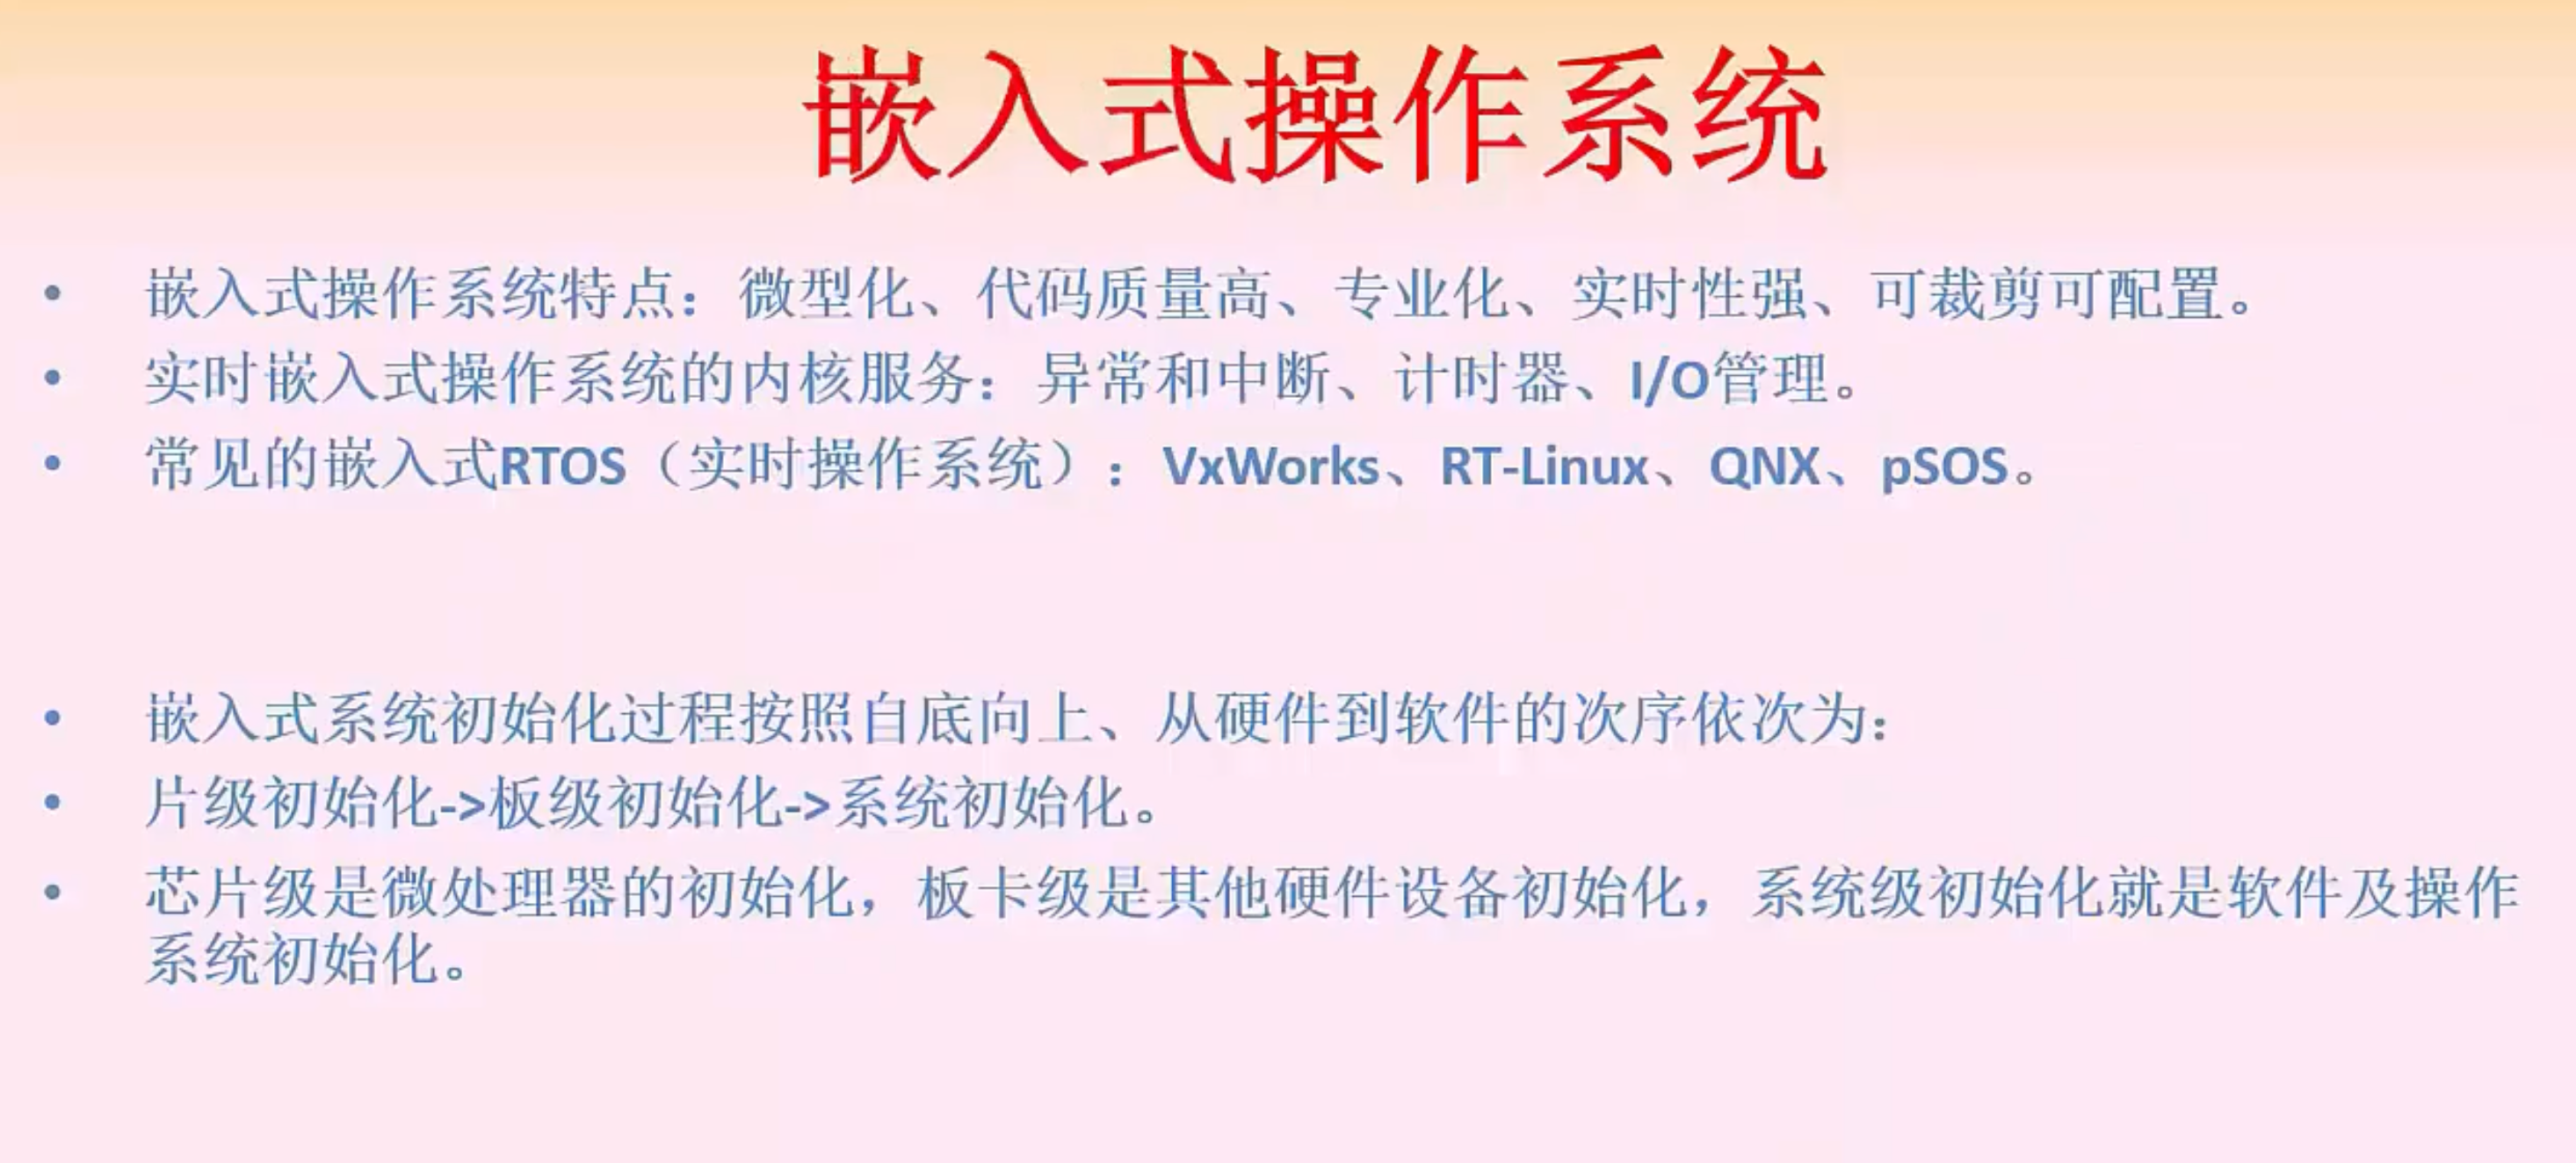 嵌入式操作系统
• 嵌入式操作系统特点：微型化、代码质量高、专业化、实时性强、可裁剪可配置。
• 实时嵌入式操作系统的内核服务：异常和中断、计时器、I/O管理。
• 常见的嵌入式RTOS（实时操作系统）：VxWorks、RT-Linux、QNX、pSOS。
• 嵌入式系统初始化过程按照自底向上、从硬件到软件的次序依次为：
• 片级初始化->板级初始化->系统初始化。
• 芯片级是微处理器的初始化，板卡级是其他硬件设备初始化，系统级初始化就是软件及操作
系统初始化。